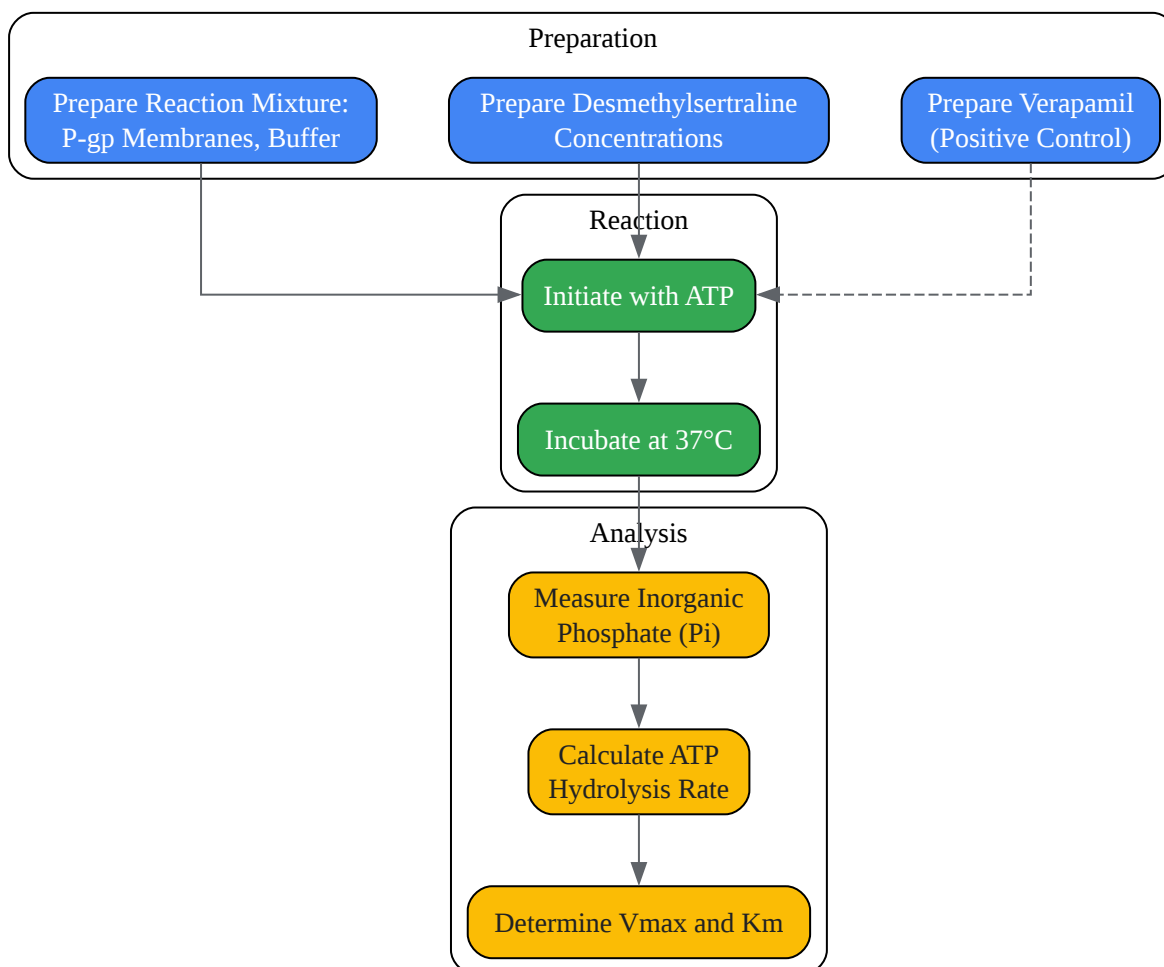 Preparation
Prepare Reaction Mixture:
P-gp Membranes, Buffer
Prepare Desmethylsertraline
Concentrations
Prepare Verapamil
(Positive Control)
Reaction
Initiate with ATP
Incubate at 37°C
Analysis
Measure Inorganic
Phosphate (Pi)
Calculate ATP
Hydrolysis Rate
Determine Vmax and Km